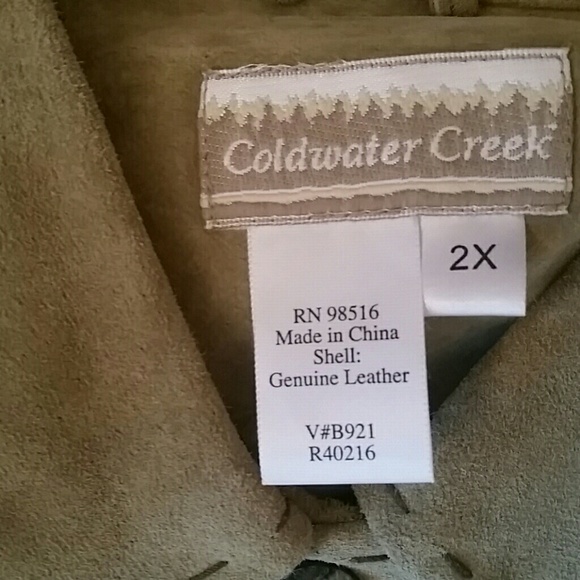 Coldwater Creek
2X
RN 98516
Made in China
Shell:
Genuine Leather
V#B921
R40216